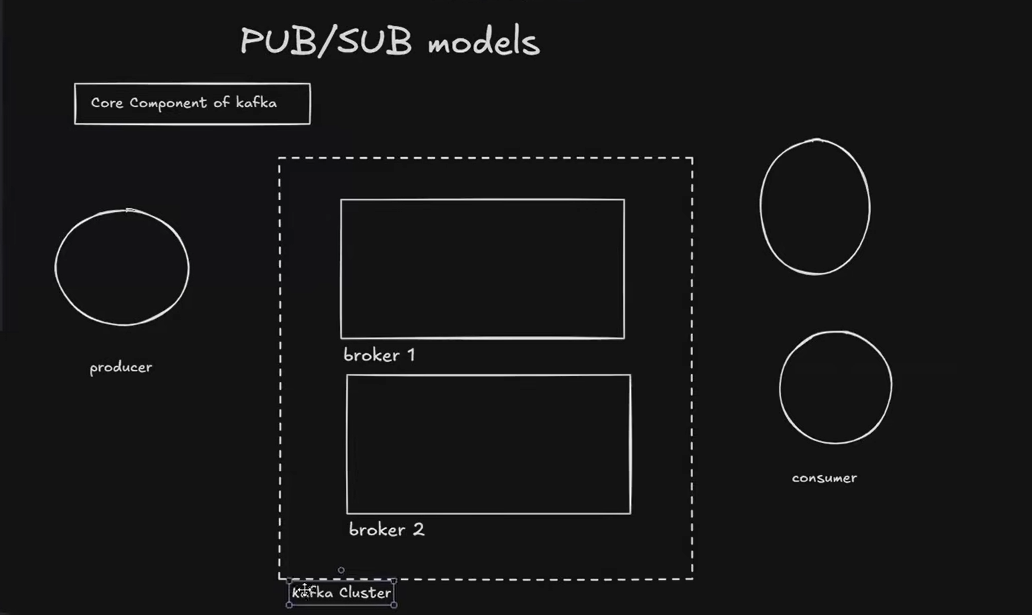 PUB/SUB models
Core Component of kafka
broker 1
producer
consumer
broker 2
Kafka Cluster